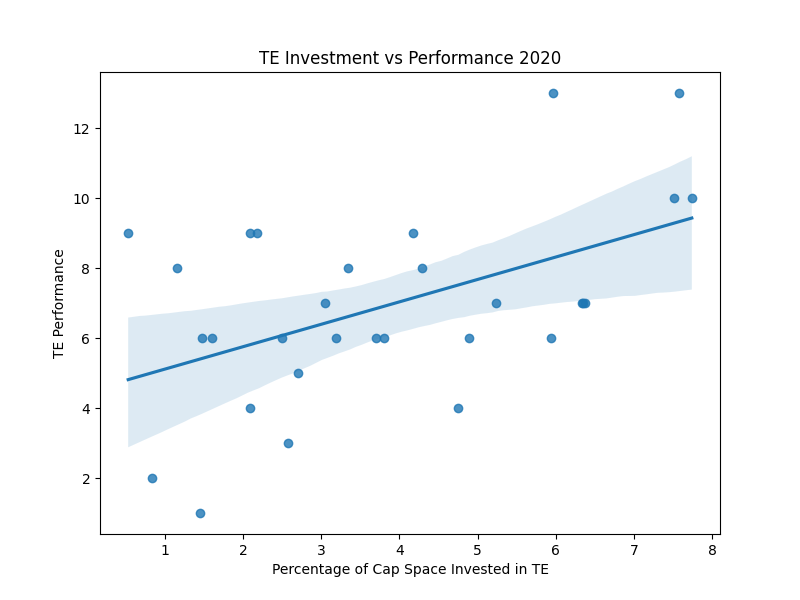 TE Investment vs Performance 2020
12
10
8
6
4
2
TE Performance
1 2 3 4 5 6 7 8
Percentage of Cap Space Invested in TE